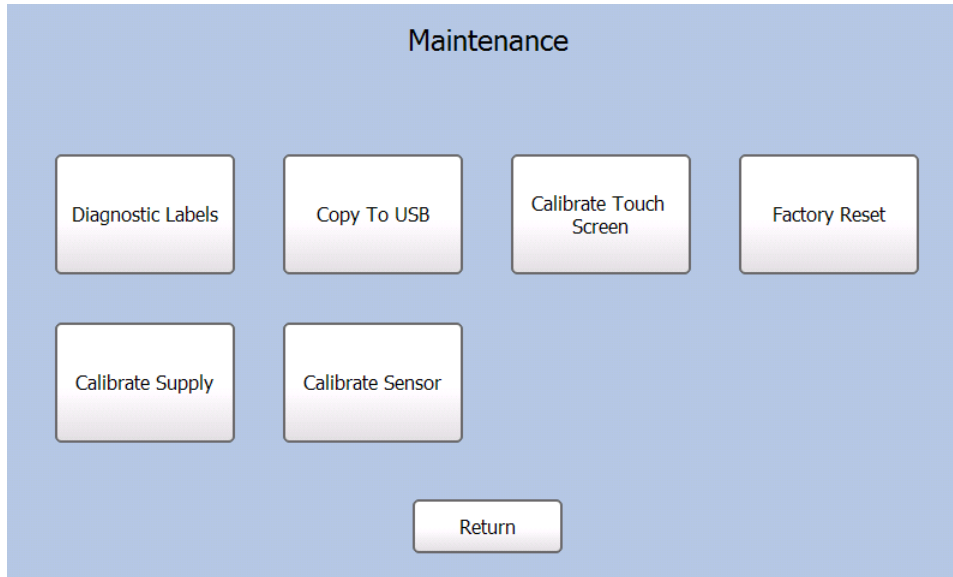 Maintenance
Diagnostic Labels
Copy To USB
Calibrate Touch
Screen
Factory Reset
Calibrate Supply
Calibrate Sensor
Return